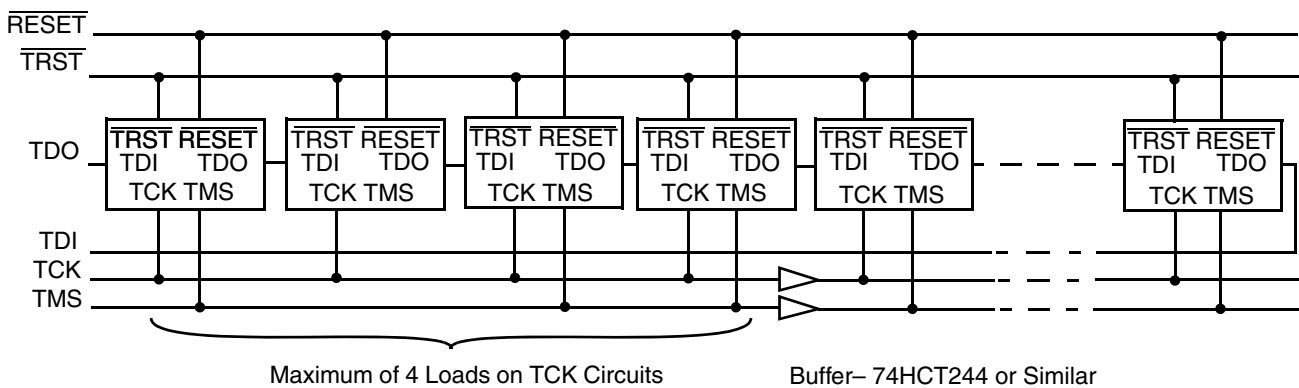 RESET
TRST
TRST RESET TRST RESET TRST RESET TRST RESET TRST RESET TRST RESET
TDO TDI TDO TDI TDO TDI TDO TDI TDO TDI TDO TDI TDO
TCK TMS TCK TMS TCK TMS TCK TMS TCK TMS TCK TMS
TDI
TCK
TMS
Maximum of 4 Loads on TCK Circuits Buffer– 74HCT244 or Similar